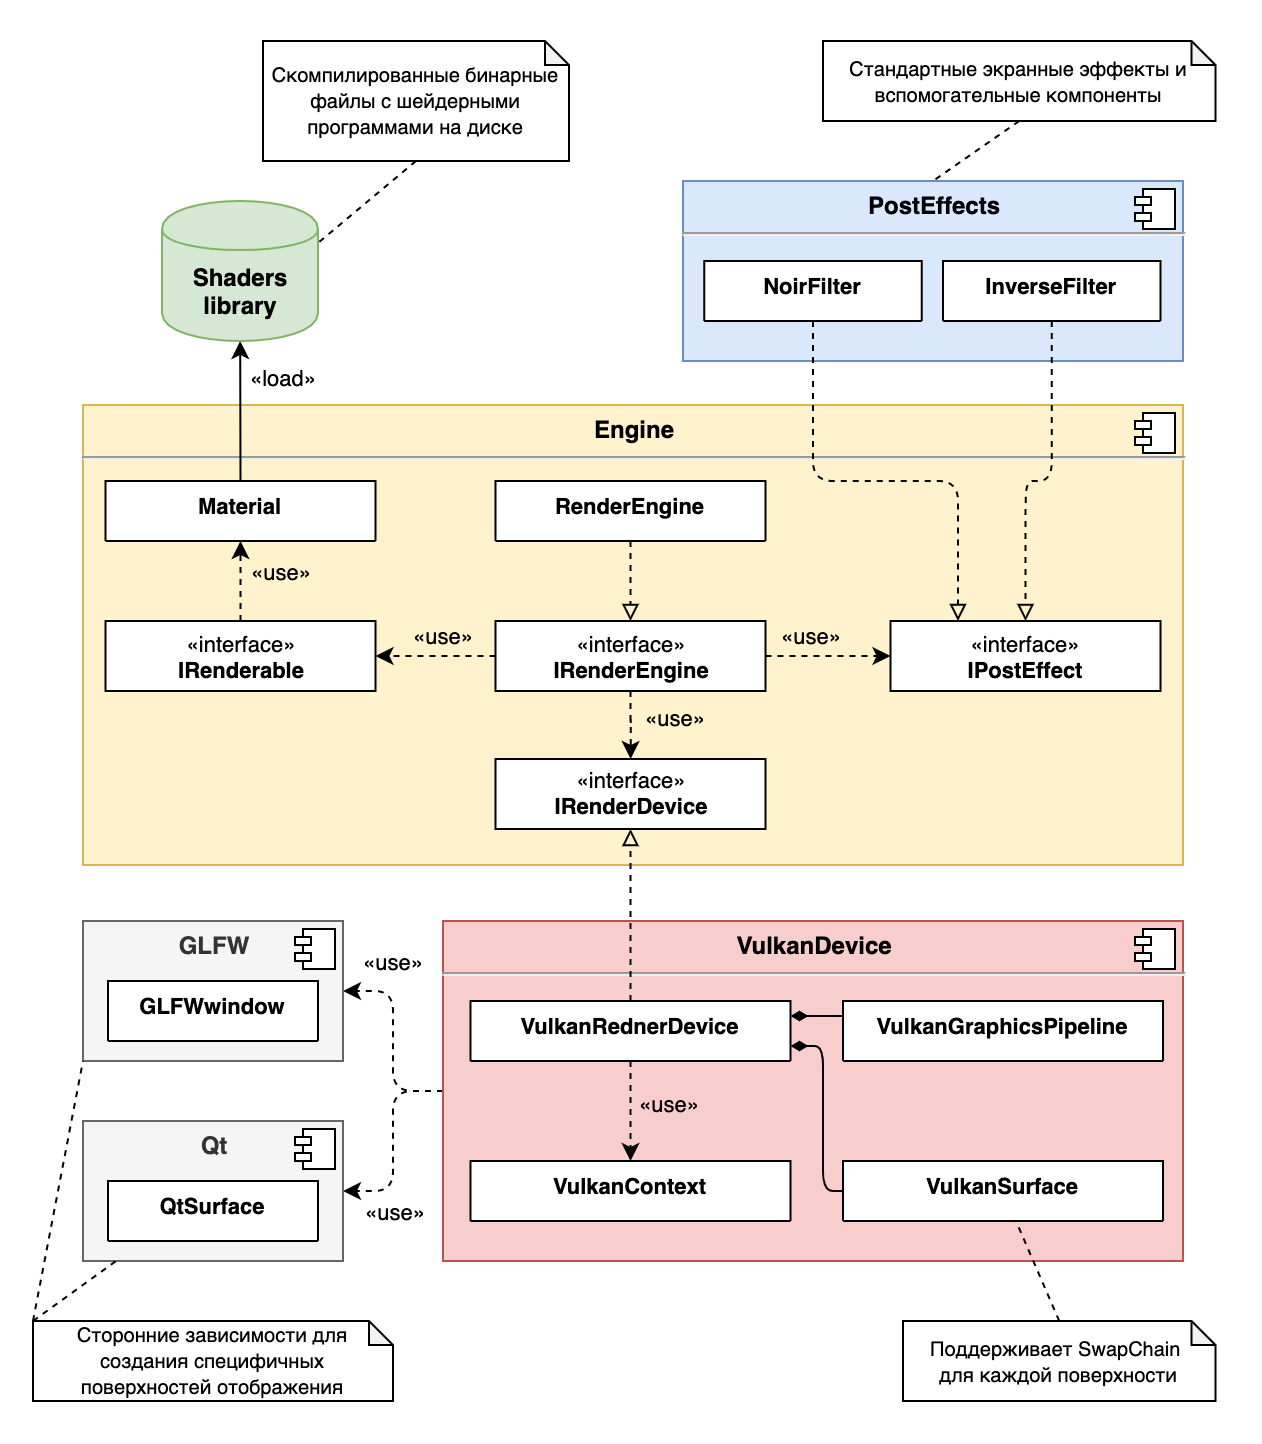 Скомпилированные бинарные
файлы с шейдерными
программами на диске
Стандартные экранные эффекты и
вспомогательные компоненты
PostEffects
NoirFilter
InverseFilter
Shaders
library
«load»
Engine
Material
RenderEngine
«use»
«interface»
IRenderable
«use»
«interface»
IRenderEngine
«use»
«interface»
IPostEffect
«use»
«interface»
IRenderDevice
GLFW
GLFWwindow
«use»
VulkanDevice
VulkanRednerDevice
VulkanGraphicsPipeline
«use»
Qt
QtSurface
«use»
VulkanContext
VulkanSurface
Сторонние зависимости для
создания специфичных
поверхностей отображения
Поддерживает SwapChain
для каждой поверхности